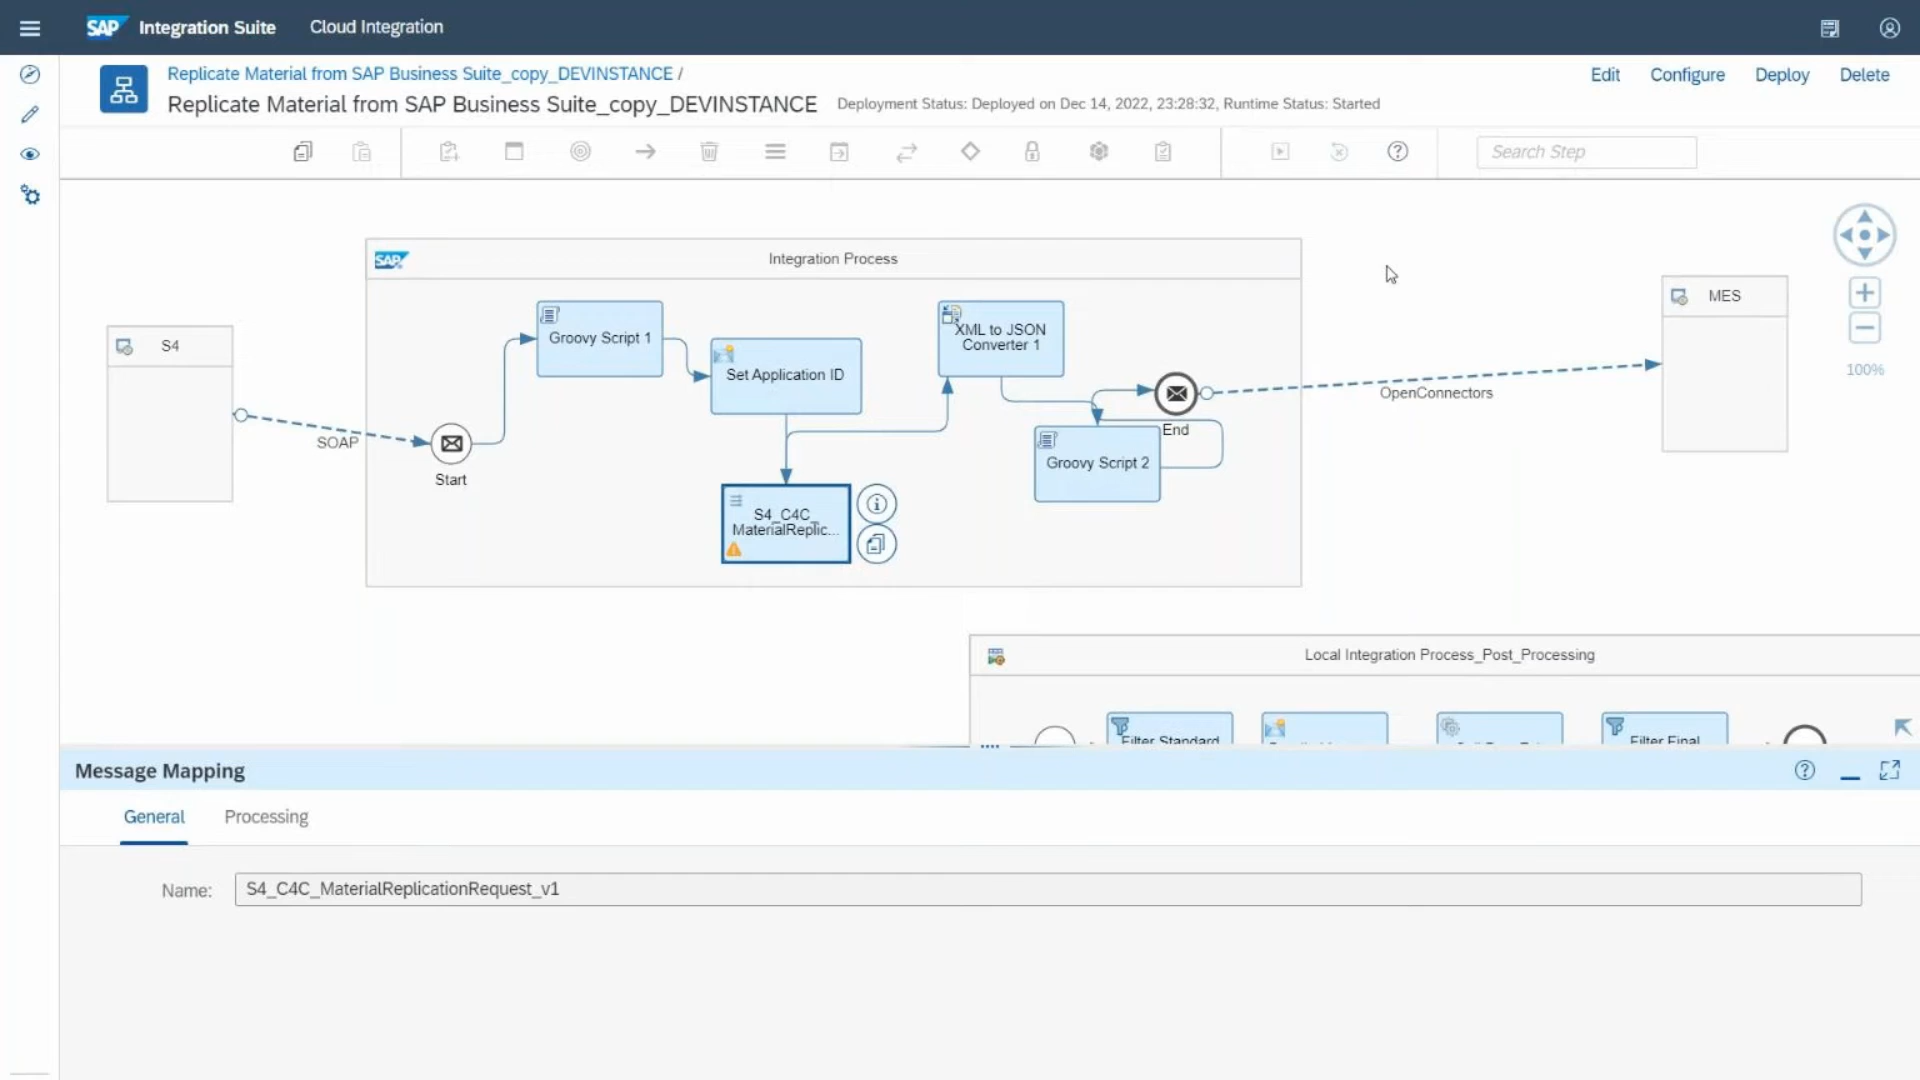 SAP Integration Suite Cloud Integration
Replicate Material from SAP Business Suite_copy_DEVINSTANCE /
Edit Configure Deploy Delete
Replicate Material from SAP Business Suite_copy_DEVINSTANCE Deployment Status: Deployed on Dec 14, 2022, 23:28:32, Runtime Status: Started
Search Step
SAP Integration Process
S4
SOAP
Start
Groovy Script 1
Set Application ID
S4_C4C_
MaterialReplic...
XML to JSON
Converter 1
Groovy Script 2
End
OpenConnectors
MES
100%
Local Integration Process_Post_Processing
Filter Standard
Filter Final
Message Mapping
General Processing
Name: S4_C4C_MaterialReplicationRequest_v1